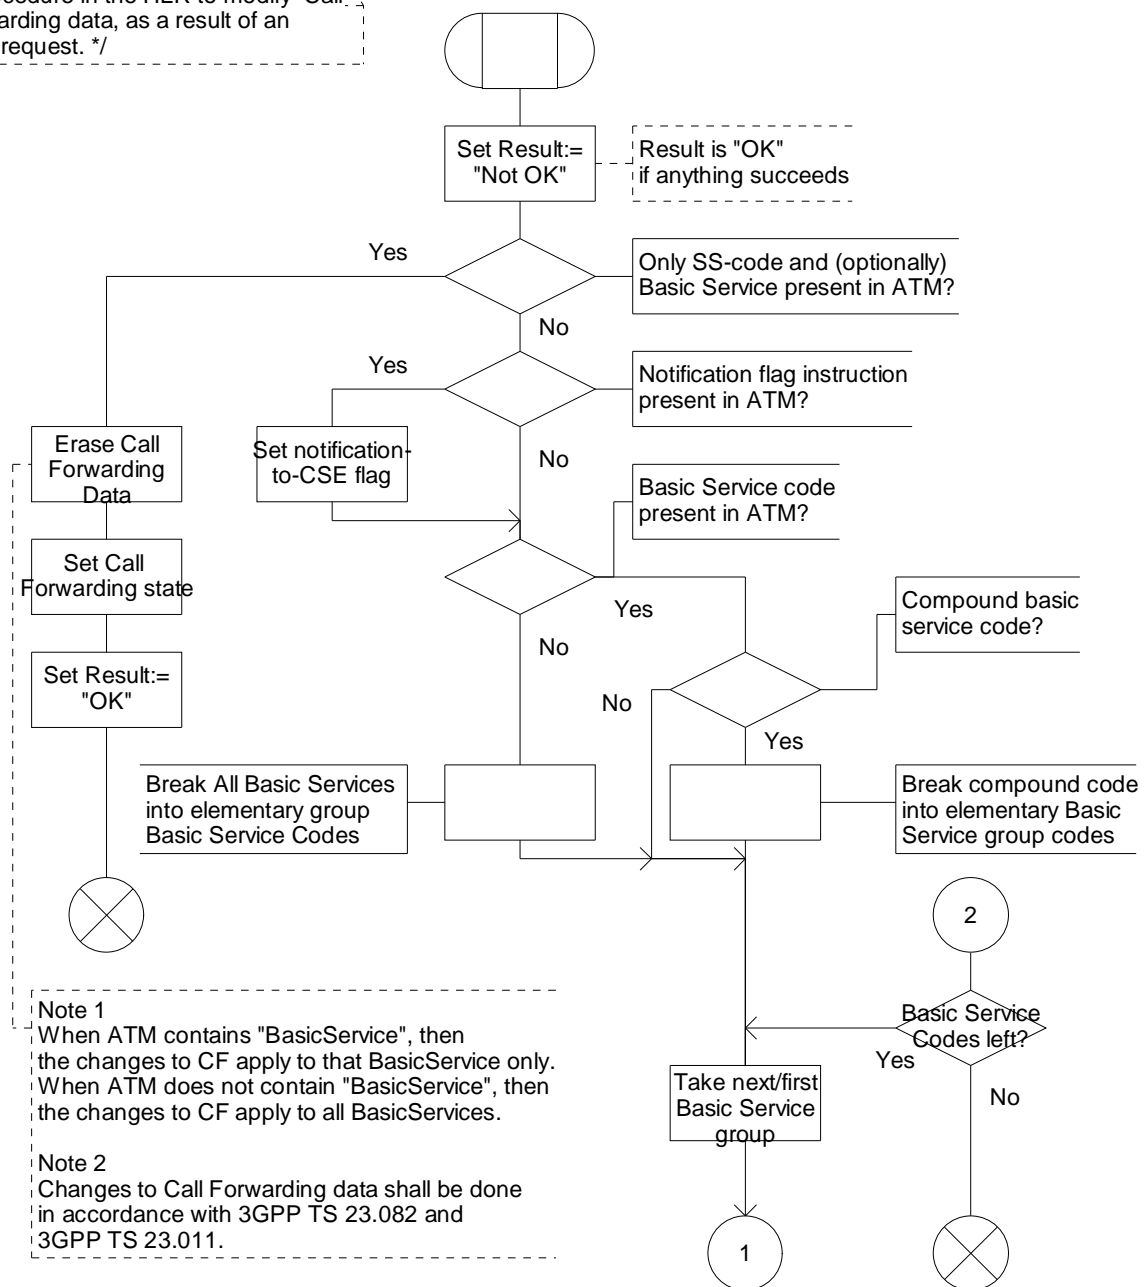 to modify Call
arding data, as a result of an
request. */
Set Result:=
"Not OK"
Result is "OK"
if anything succeeds
Yes
Only SS-code and (optionally)
Basic Service present in ATM?
No
Yes
Notification flag instruction
present in ATM?
Erase Call
Forwarding
Data
Set notification-
to-CSE flag
No
Basic Service code
present in ATM?
Set Call
Forwarding state
Yes
Compound basic
service code?
No
Set Result:=
"OK"
No
Yes
Break All Basic Services
into elementary group
Basic Service Codes
Break compound code
into elementary Basic
Service group codes
2
Note 1
When ATM contains "BasicService", then
the changes to CF apply to that BasicService only.
When ATM does not contain "BasicService", then
the changes to CF apply to all BasicServices.
Note 2
Changes to Call Forwarding data shall be done
in accordance with 3GPP TS 23.082 and
3GPP TS 23.011.
Basic Service
Codes left?
Yes
No
Take next/first
Basic Service
group
1